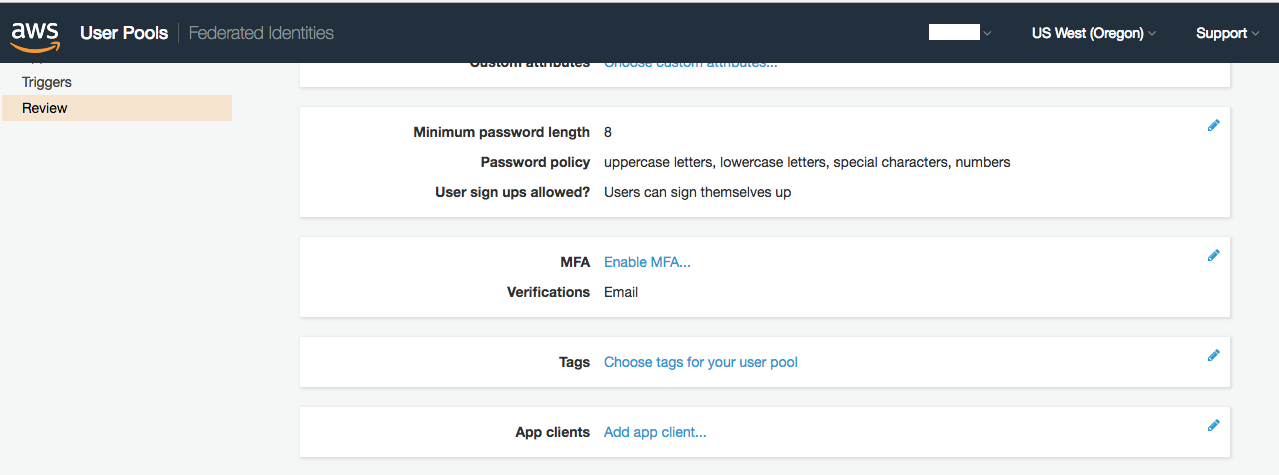 aws User Pools Federated Identities US West (Oregon) Support
Custom attributes Choose custom attributes...
Triggers
Review
Minimum password length 8
Password policy uppercase letters, lowercase letters, special characters, numbers
User sign ups allowed? Users can sign themselves up
MFA Enable MFA...
Verifications Email
Tags Choose tags for your user pool
App clients Add app client...